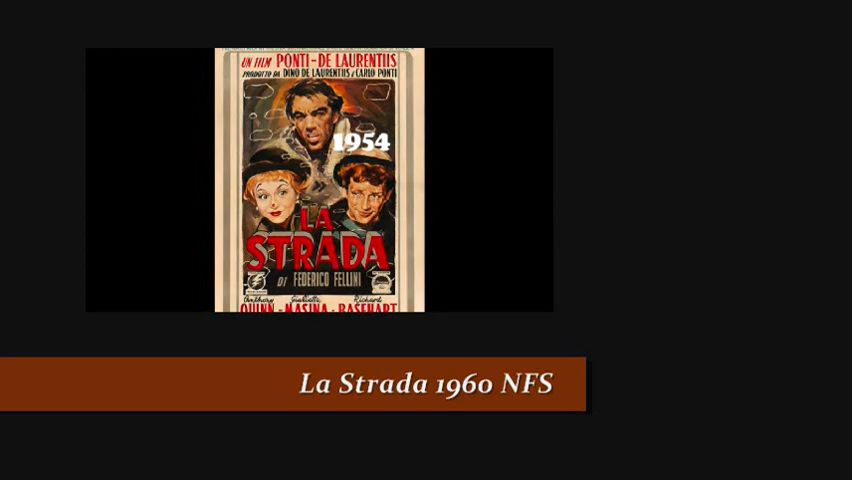 UN FILM PONTI-DE LAURENTIIS
PRODOTTO DA DINO DE LAURENTIIS E CARLO PONTI
1954
LA
STRADA
DI FEDERICO FELLINI
Anthony Giulietta Richard
QUINN - MASINA - BASEHART
La Strada 1960 NFS